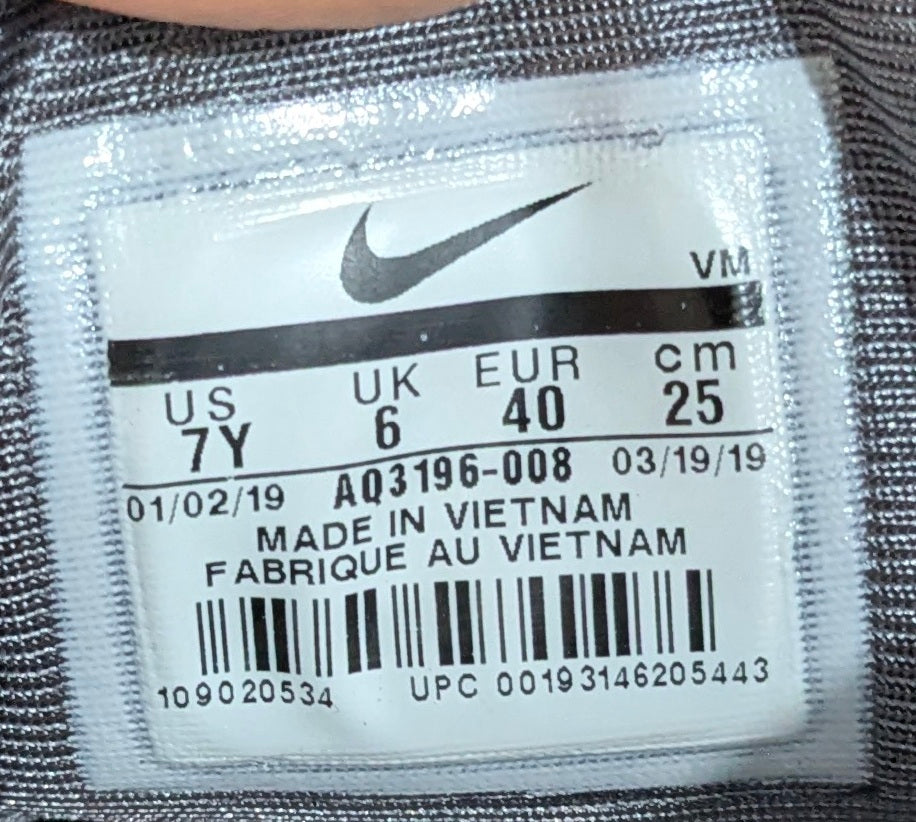 VM
US UK EUR cm
7Y 6 40 25
01/02/19 AQ3196-008 03/19/19
MADE IN VIETNAM
FABRIQUE AU VIETNAM
109020534 UPC 00193146205443